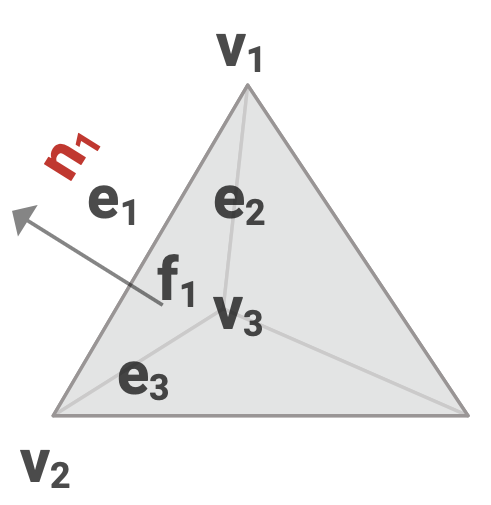 v₁
n₁
e₁
e₂
f₁
v₃
e₃
v₂